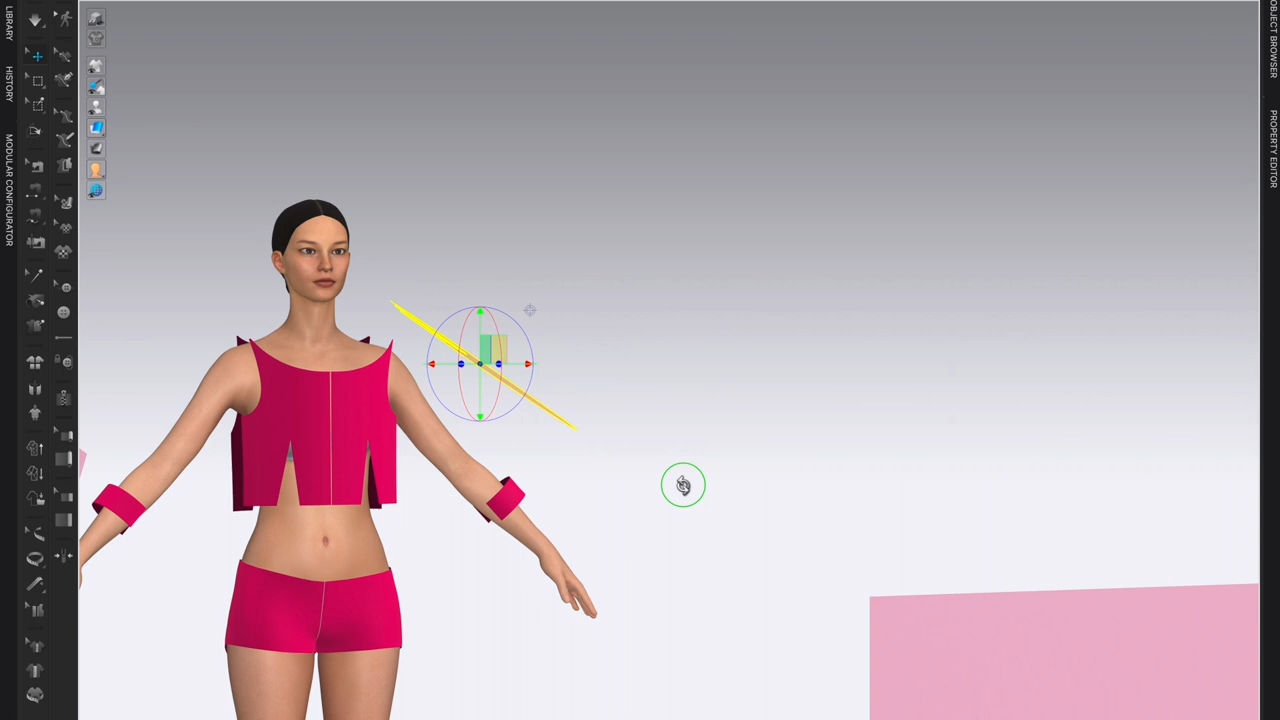 LIBRARY
HISTORY
MODULAR CONFIGURATOR
OBJECT BROWSER
PROPERTY EDITOR